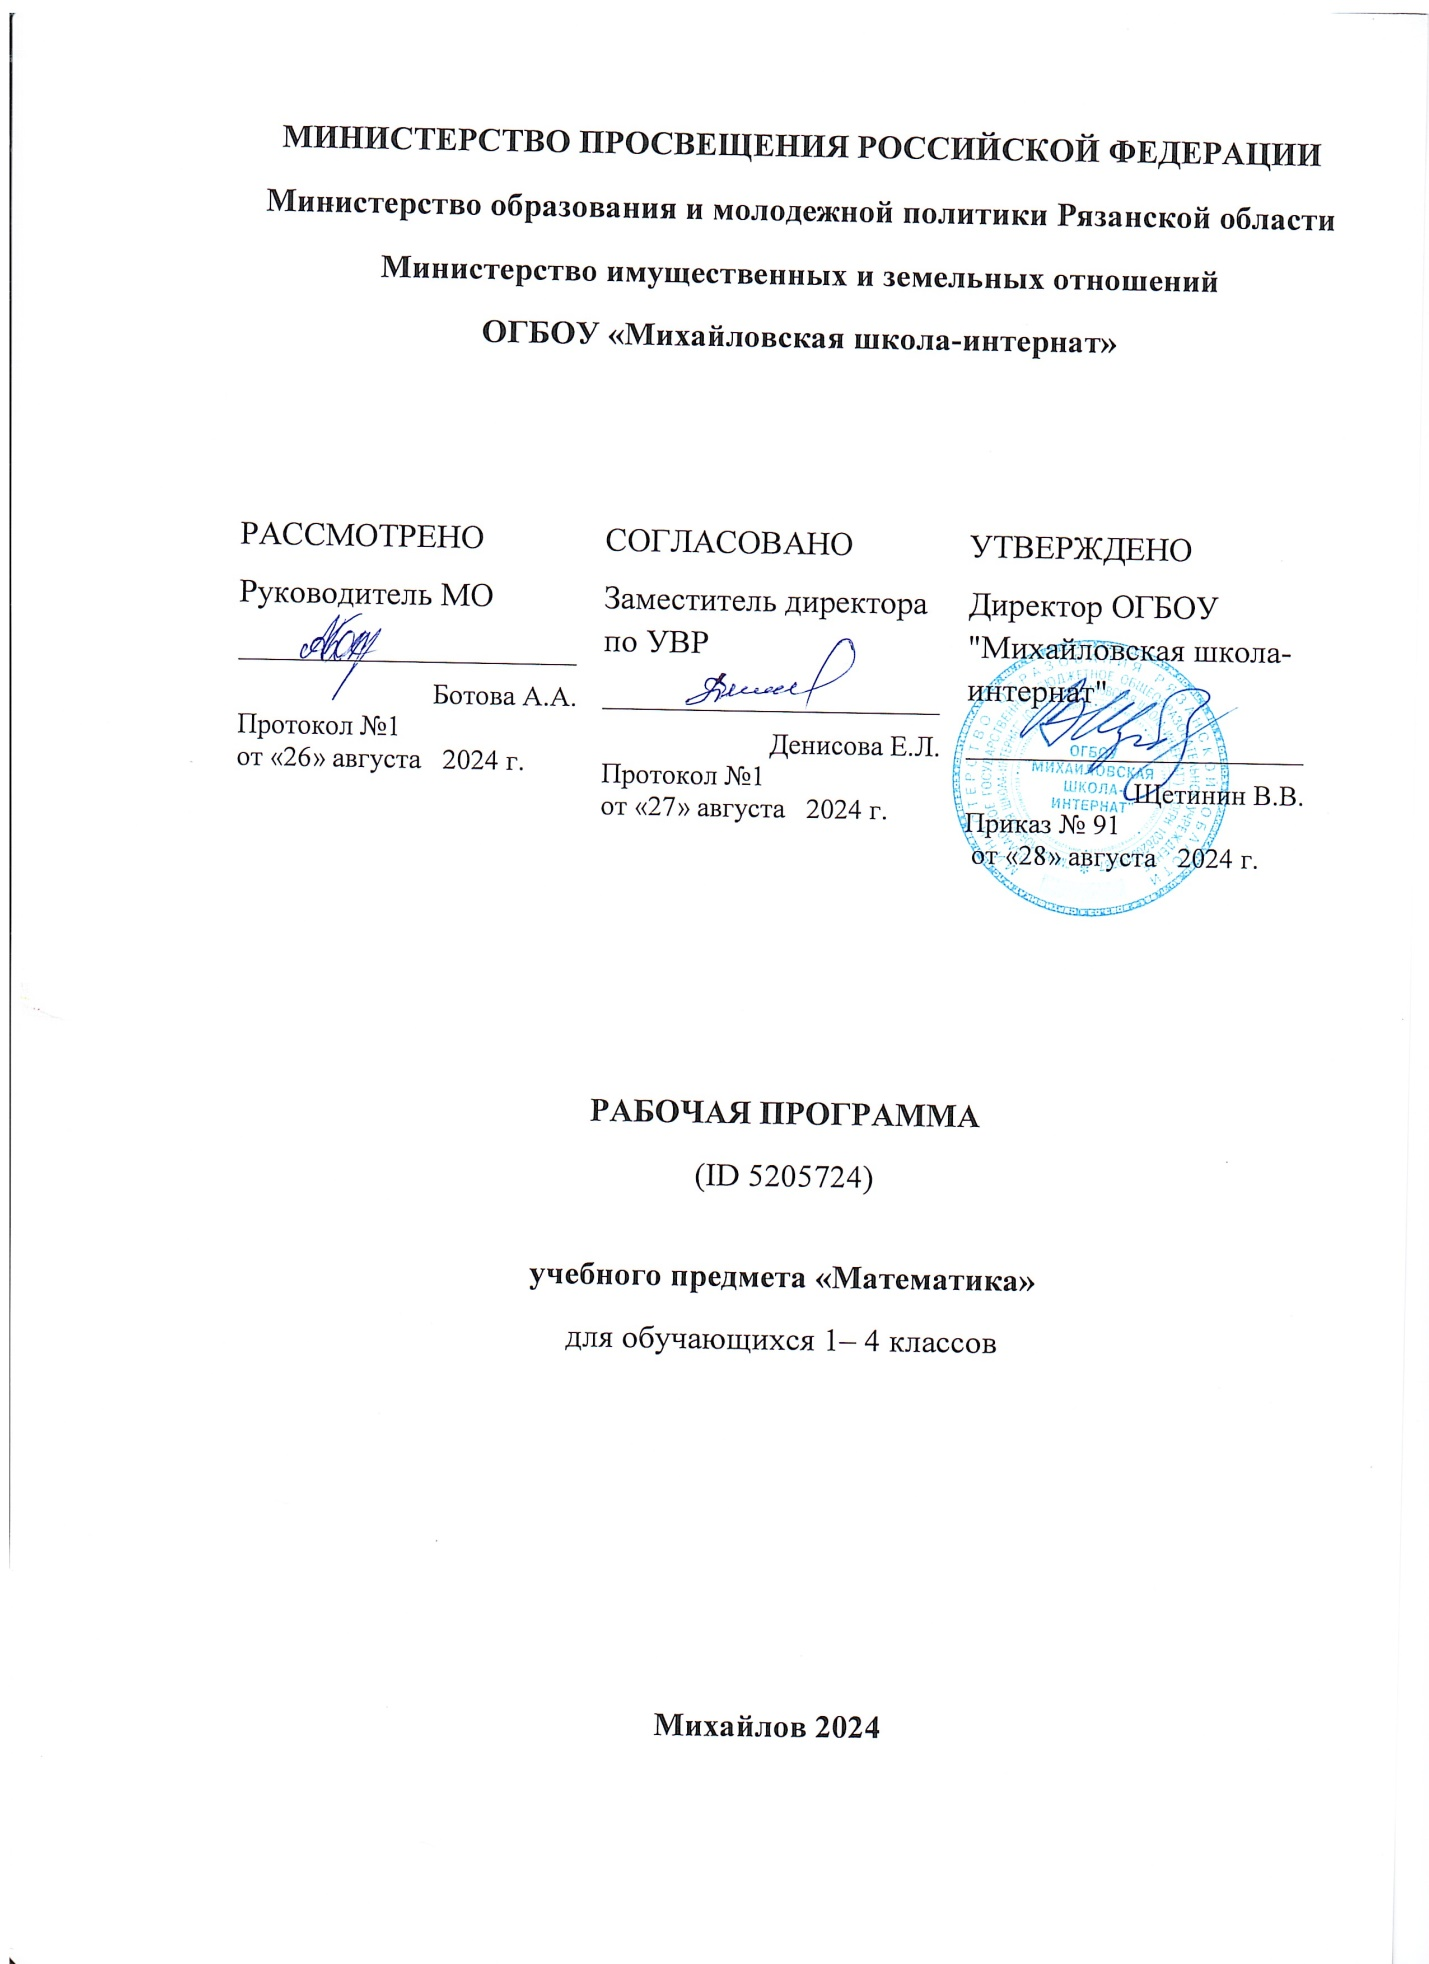 МИНИСТЕРСТВО ПРОСВЕЩЕНИЯ РОССИЙСКОЙ ФЕДЕРАЦИИ
Министерство образования и молодежной политики Рязанской области
Министерство имущественных и земельных отношений
ОГБОУ «Михайловская школа-интернат»
РАССМОТРЕНО
Руководитель МО
Ботова А.А.
Протокол №1
от «26» августа 2024 г.
СОГЛАСОВАНО
Заместитель директора
по УВР
Денисова Е.Л.
Протокол №1
от «27» августа 2024 г.
УТВЕРЖДЕНО
Директор ОГБОУ
"Михайловская школа-
интернат"
Щетинин В.В.
Приказ № 91
от «28» августа 2024 г.
ОГБОУ
МИХАЙЛОВСКАЯ
ШКОЛА-
ИНТЕРНАТ"
РАБОЧАЯ ПРОГРАММА
(ID 5205724)
учебного предмета «Математика»
для обучающихся 1– 4 классов
Михайлов 2024